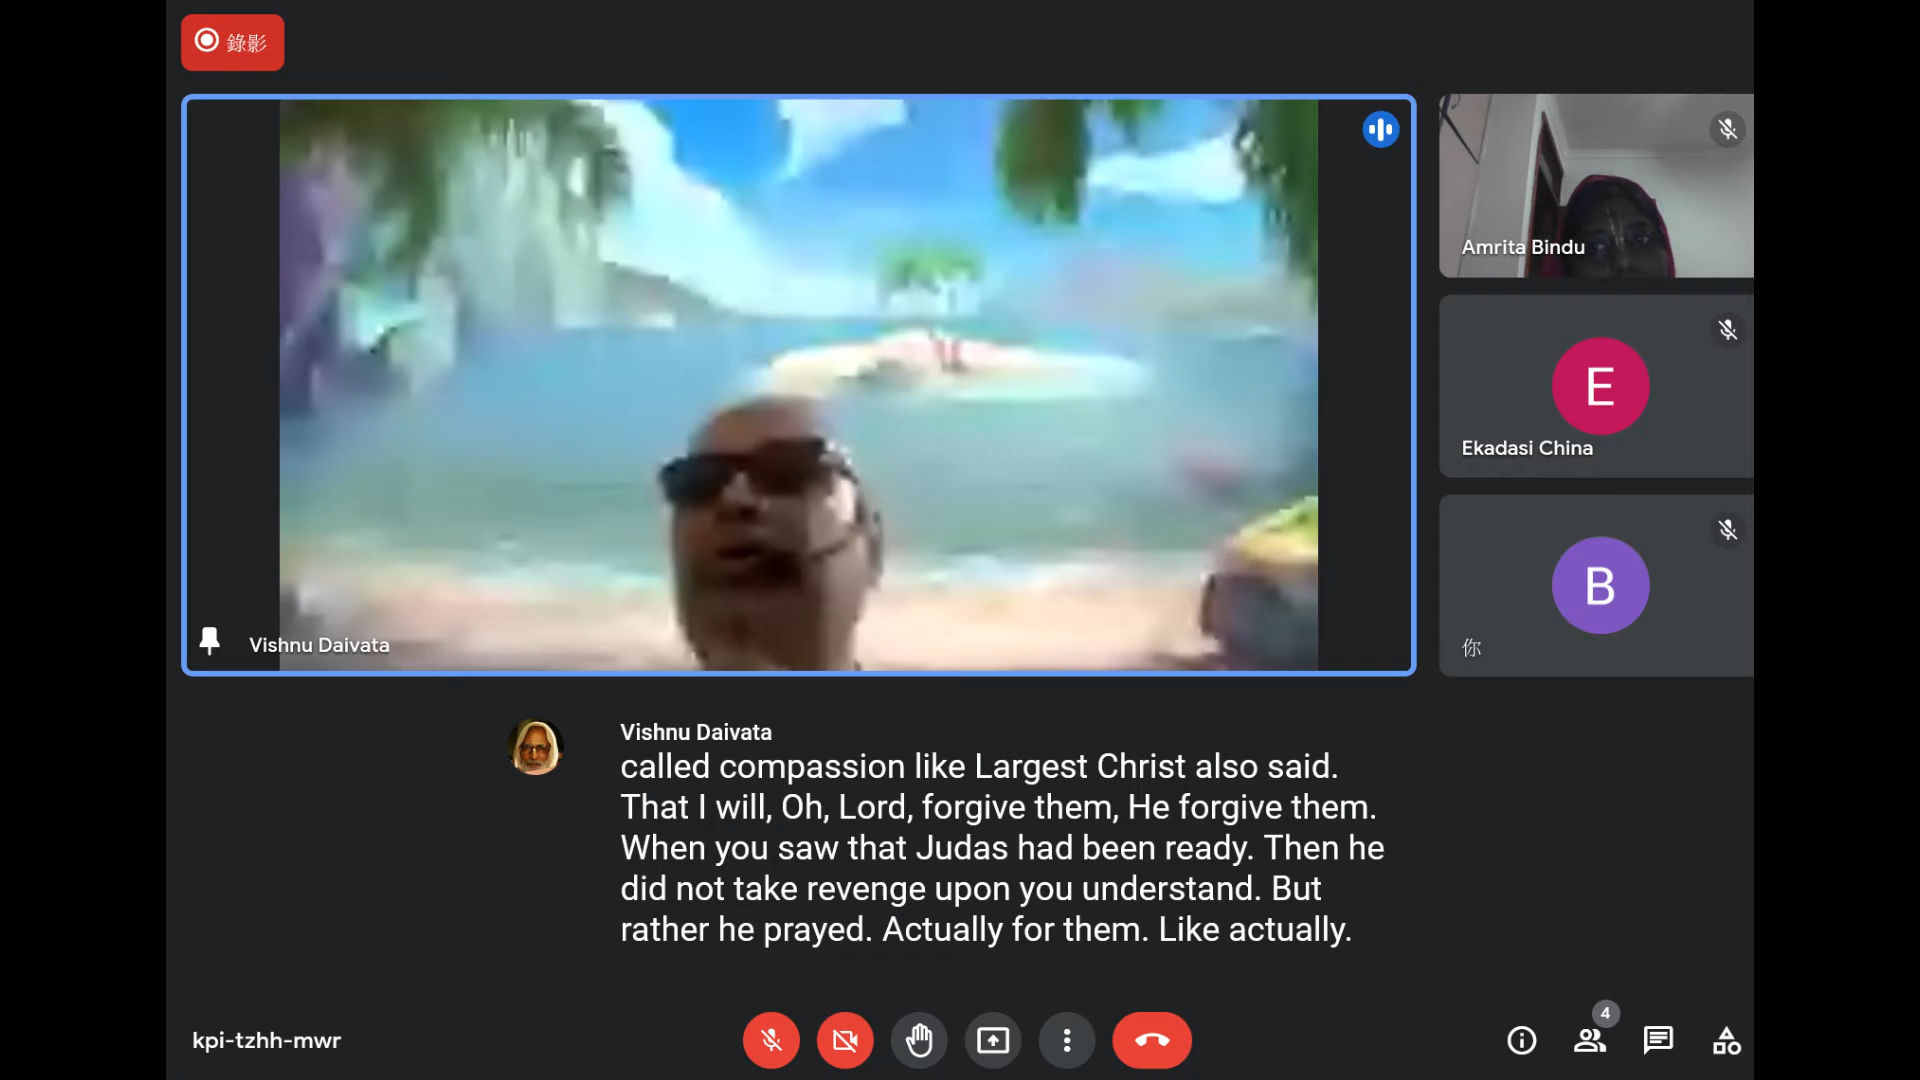 錄影
Amrita Bindu
E
Ekadasi China
B
你
Vishnu Daivata
Vishnu Daivata
called compassion like Largest Christ also said.
That I will, Oh, Lord, forgive them, He forgive them.
When you saw that Judas had been ready. Then he
did not take revenge upon you understand. But
rather he prayed. Actually for them. Like actually.
kpi-tzhh-mwr
4